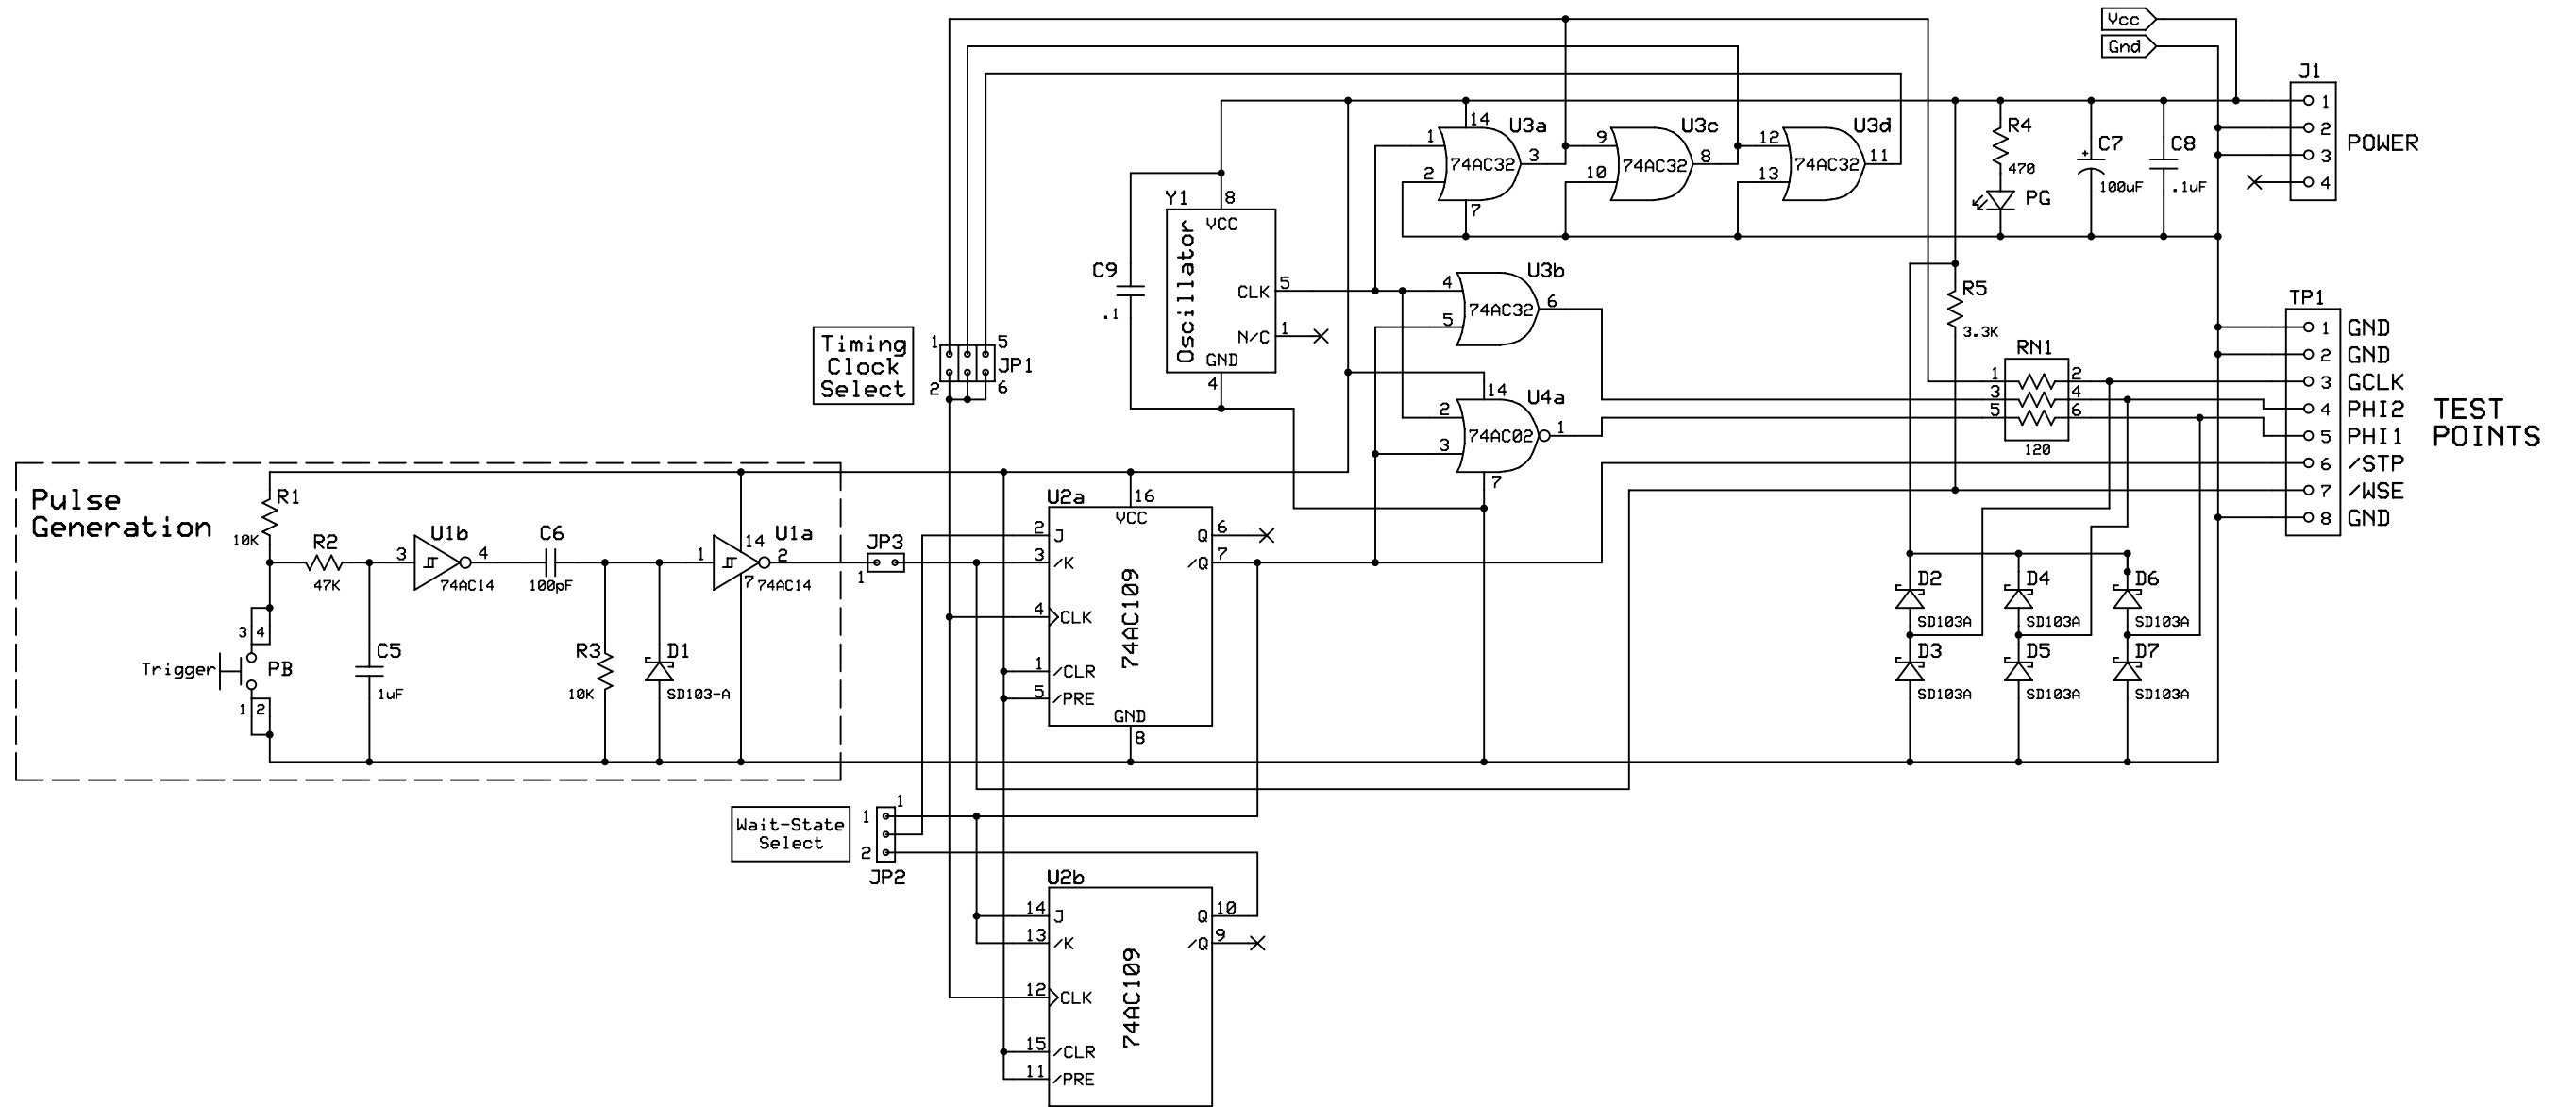 Vcc
Gnd
J1
1
2
3
4
POWER
U3a
14
1
2
74AC32
3
7
U3c
9
10
74AC32
8
U3d
12
13
74AC32
11
R4
470
PG
C7
+
100uF
C8
.1uF
Y1
8
VCC
Oscillator
CLK
5
N/C
1
GND
4
C9
.1
U3b
4
5
74AC32
6
R5
3.3K
Timing
Clock
Select
1
5
JP1
2
6
U4a
14
2
3
74AC02
1
7
RN1
1
2
3
4
5
6
120
TP1
1 GND
2 GND
3 GCLK
4 PHI2
5 PHI1
6 /STP
7 /WSE
8 GND
TEST
POINTS
Pulse
Generation
R1
10K
R2
47K
U1b
3
4
74AC14
C6
100pF
U1a
14
1
2
7
74AC14
JP3
1
Trigger
3
4
PB
1
2
C5
1uF
R3
10K
D1
SD103-A
U2a
16
VCC
2
J
3
/K
4
CLK
1
/CLR
5
/PRE
Q
6
/Q
7
74AC109
GND
8
D2
SD103A
D4
SD103A
D6
SD103A
D3
SD103A
D5
SD103A
D7
SD103A
Wait-State
Select
1
1
2
JP2
U2b
14
J
13
/K
12
CLK
15
/CLR
11
/PRE
Q
10
/Q
9
74AC109